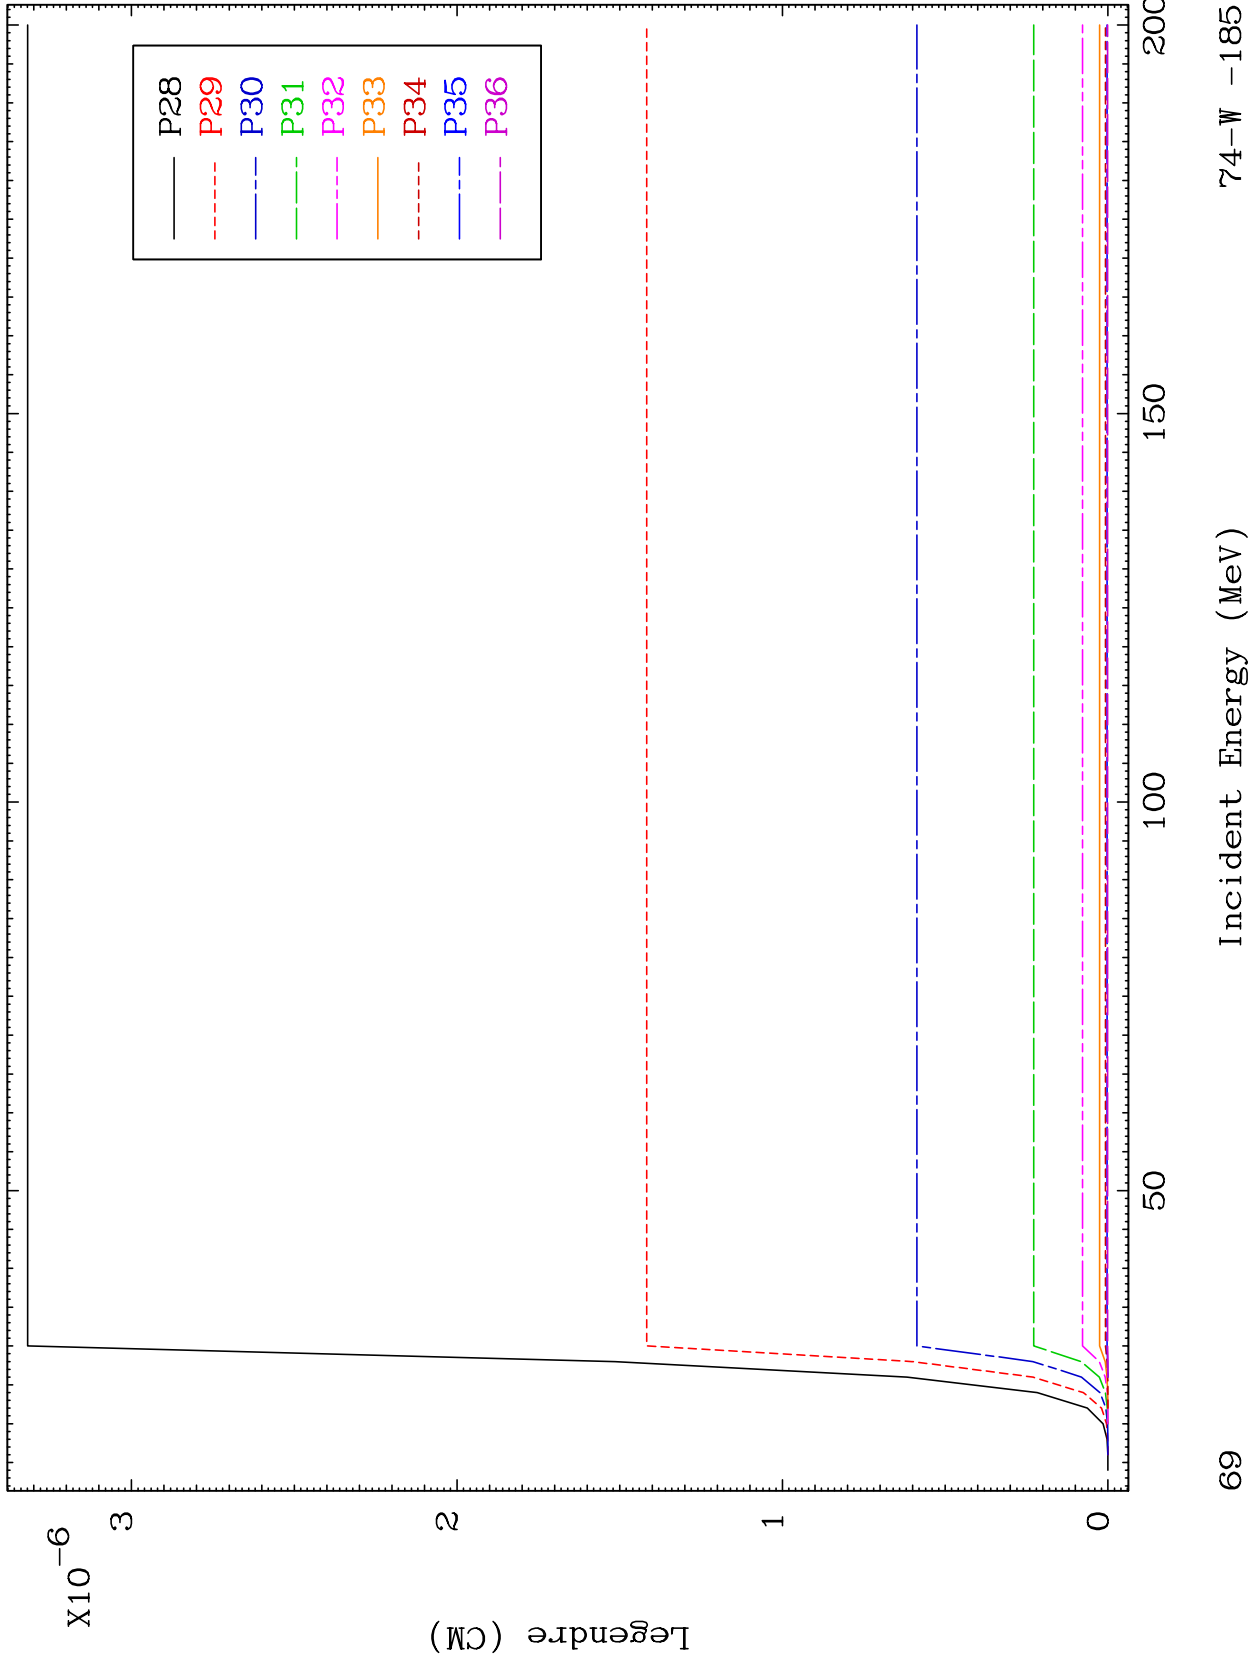 X10-6
3
2
1
0
Legendre (CM)
P28
P29
P30
P31
P32
P33
P34
P35
P36
50
100
150
200
69
Incident Energy (MeV)
74-W -185